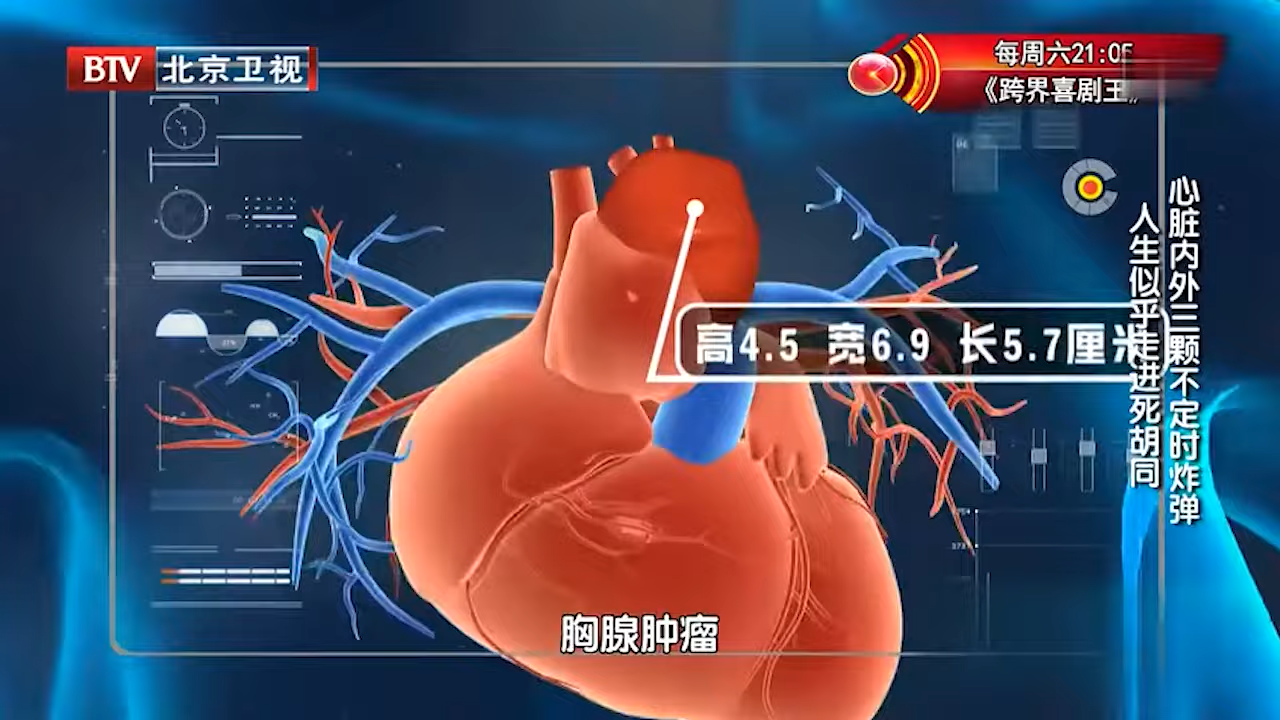 BTV 北京卫视
每周六21:05
《跨界喜剧王》
心脏内外三颗不定时炸弹
人生似乎走进死胡同
高4.5 宽6.9 长5.7厘米
胸腺肿瘤